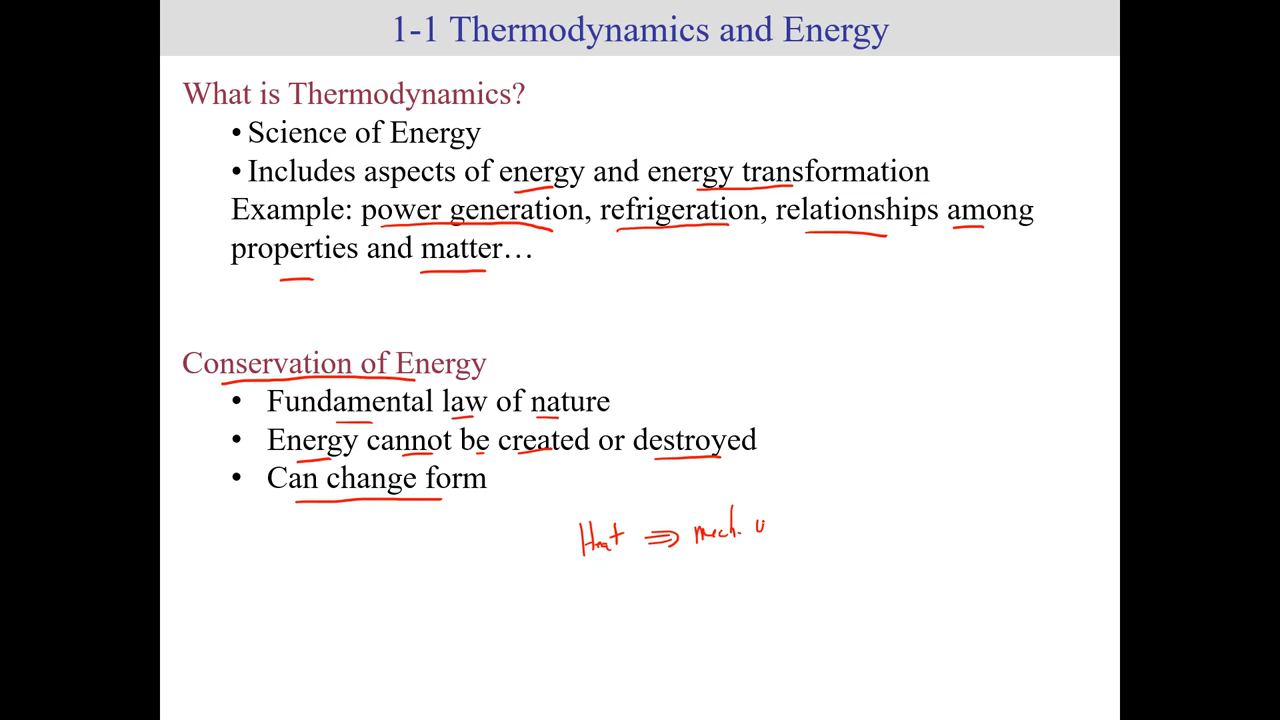 1-1 Thermodynamics and Energy
What is Thermodynamics?
• Science of Energy
• Includes aspects of energy and energy transformation
Example: power generation, refrigeration, relationships among
properties and matter…
Conservation of Energy
• Fundamental law of nature
• Energy cannot be created or destroyed
• Can change form
Heat ⇒ mech.